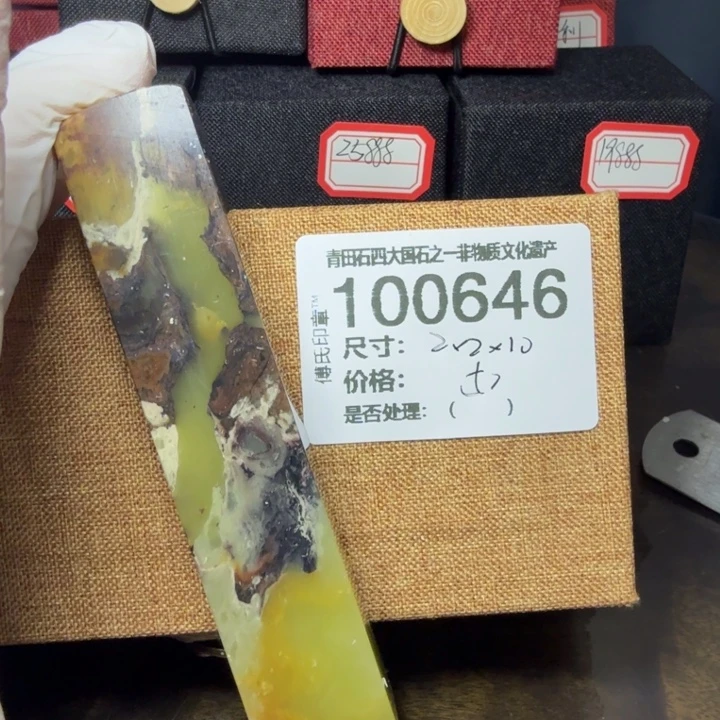 25888
19888
青田石四大国石之一非物质文化遗产
傅氏印章™
100646
尺寸:
价格:
是否处理:( )